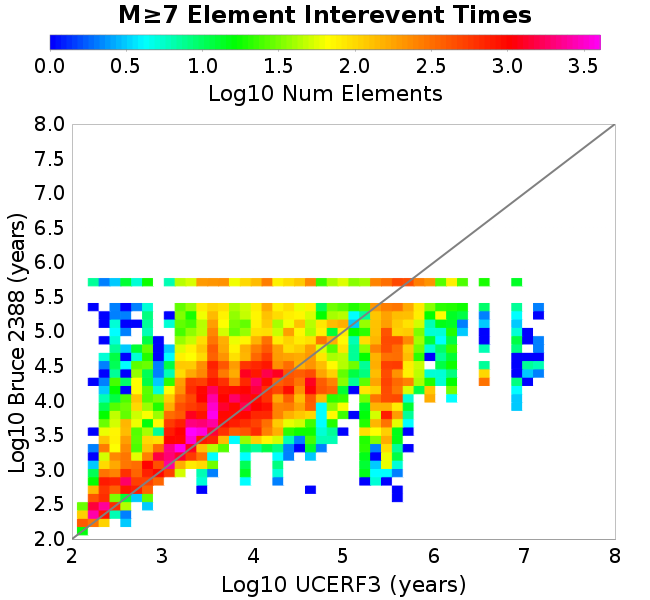 M≥7 Element Interevent Times
0.0 0.5 1.0 1.5 2.0 2.5 3.0 3.5
Log10 Num Elements
8.0
7.5
7.0
6.5
6.0
5.5
5.0
4.5
4.0
3.5
3.0
2.5
2.0
Log10 Bruce 2388 (years)
2 3 4 5 6 7 8
Log10 UCERF3 (years)